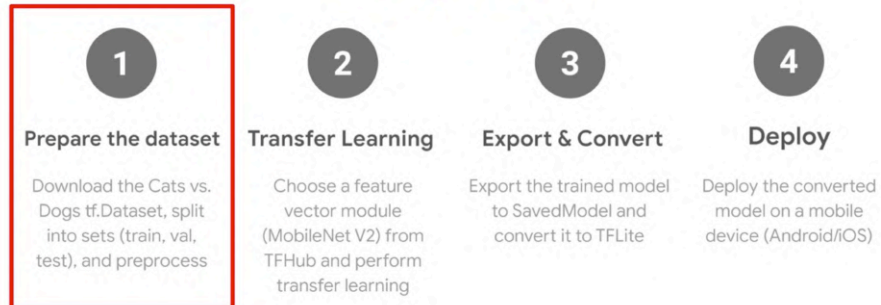 1
Prepare the dataset
Download the Cats vs.
Dogs tf.Dataset, split
into sets (train, val,
test), and preprocess
2
Transfer Learning
Choose a feature
vector module
(MobileNet V2) from
TFHub and perform
transfer learning
3
Export & Convert
Export the trained model
to SavedModel and
convert it to TFLite
4
Deploy
Deploy the converted
model on a mobile
device (Android/iOS)